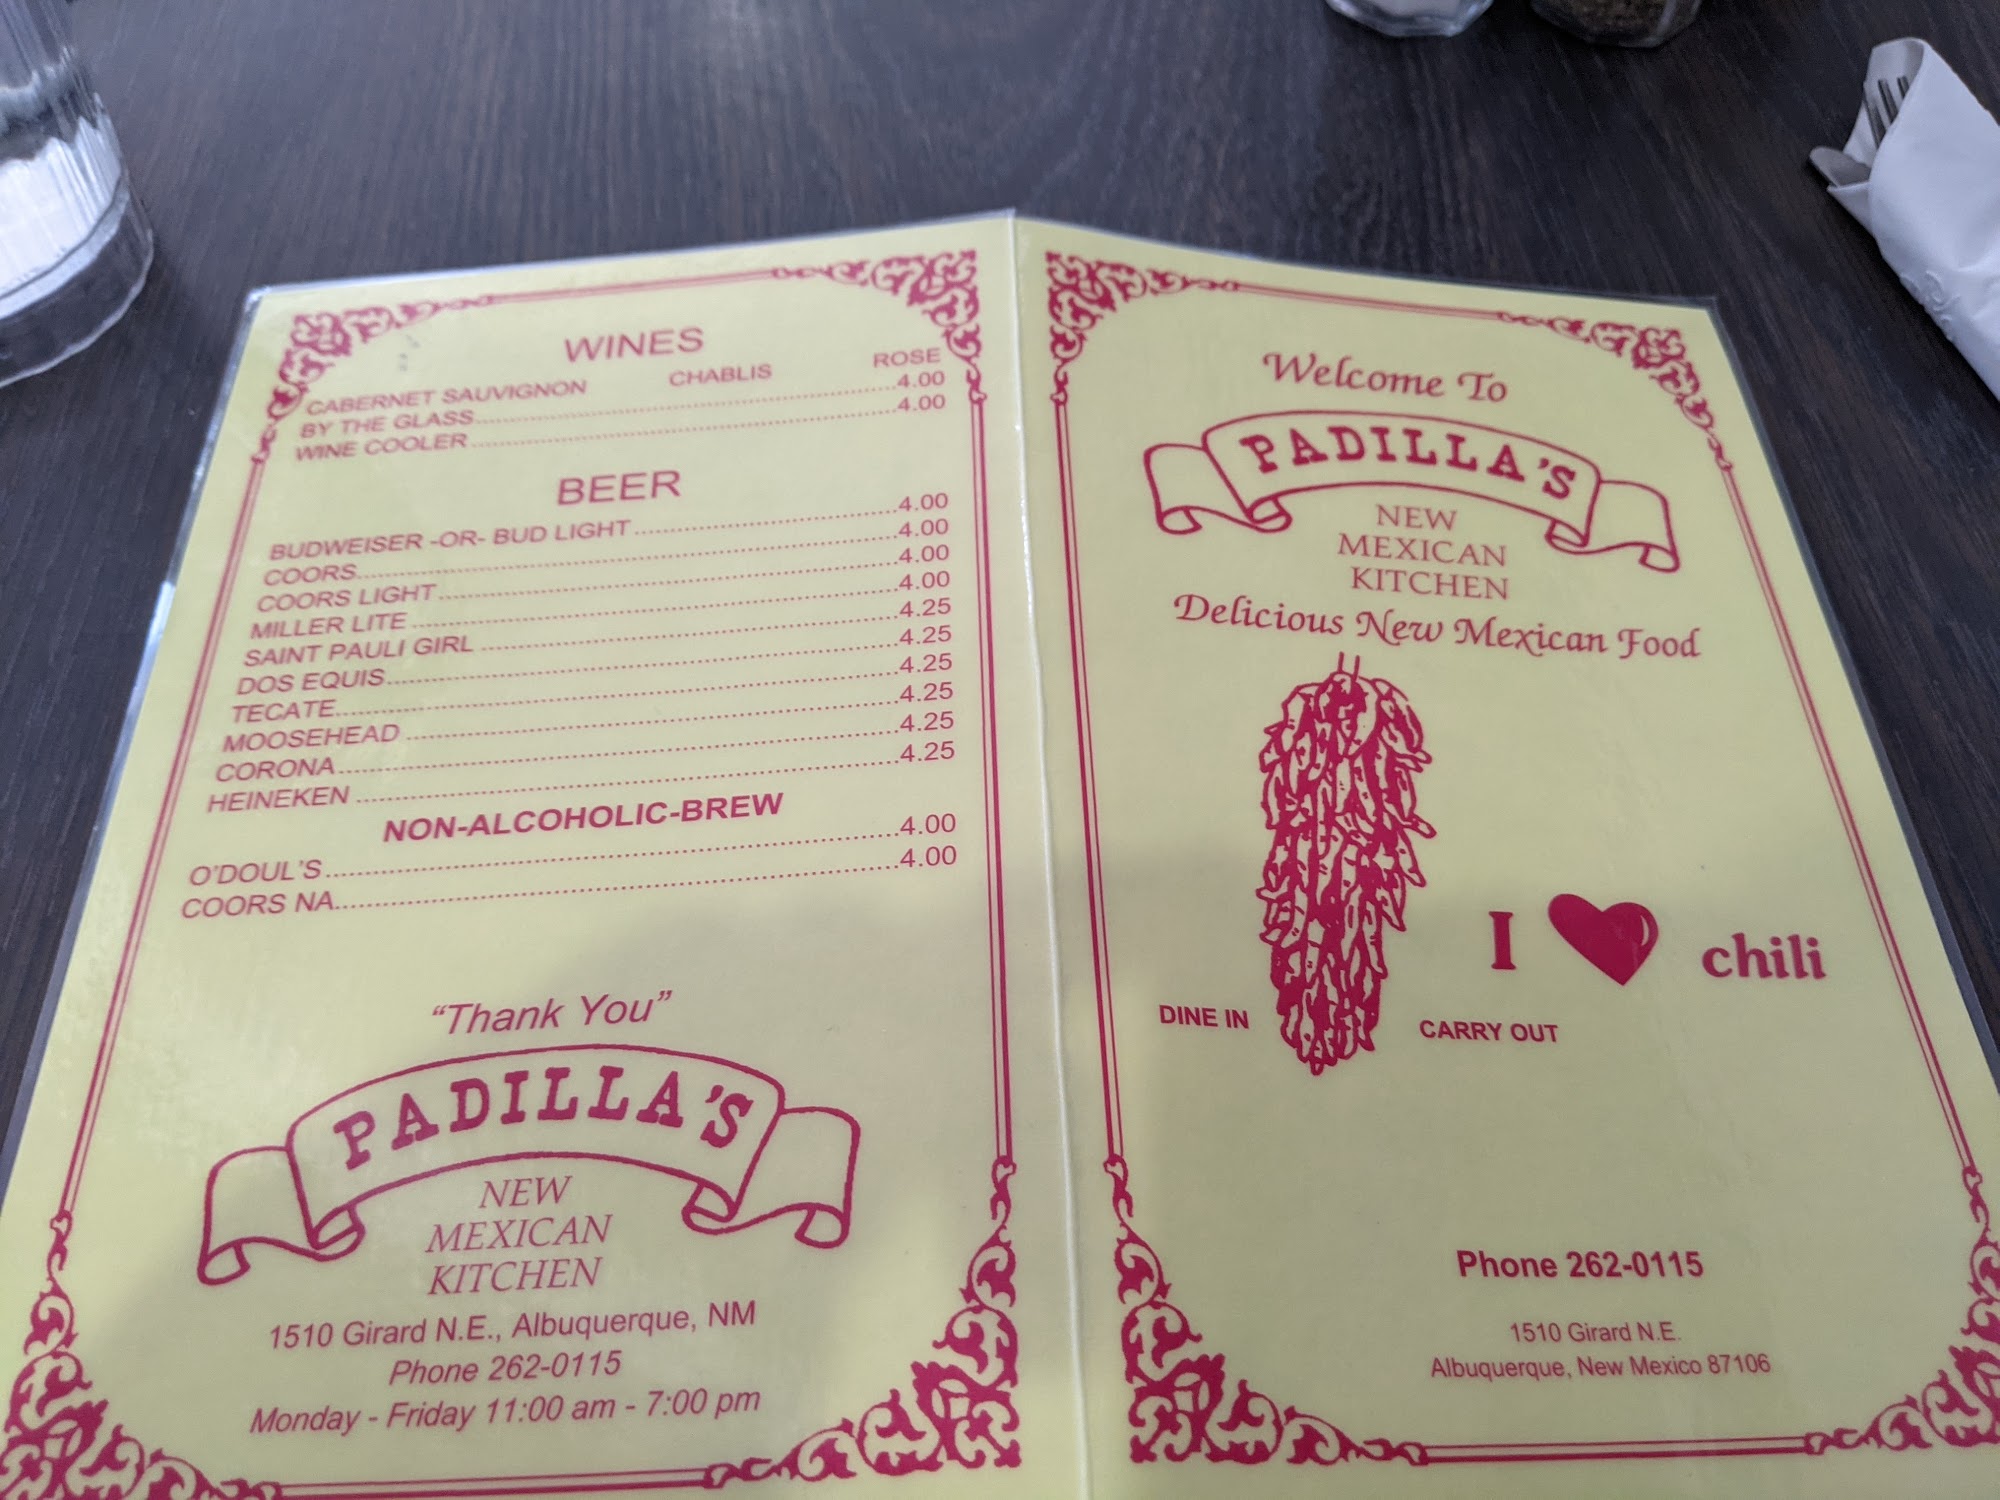 WINES
CABERNET SAUVIGNON CHABLIS ROSE
BY THE GLASS..........4.00
WINE COOLER..........4.00
BEER
BUDWEISER -OR- BUD LIGHT..........4.00
COORS..........4.00
COORS LIGHT..........4.00
MILLER LITE..........4.00
SAINT PAULI GIRL..........4.25
DOS EQUIS..........4.25
TECATE..........4.25
MOOSEHEAD..........4.25
CORONA..........4.25
HEINEKEN..........4.25
NON-ALCOHOLIC-BREW
O'DOUL'S..........4.00
COORS NA..........4.00
“Thank You”
PADILLA'S
NEW
MEXICAN
KITCHEN
1510 Girard N.E., Albuquerque, NM
Phone 262-0115
Monday - Friday 11:00 am - 7:00 pm
Welcome To
PADILLA'S
NEW
MEXICAN
KITCHEN
Delicious New Mexican Food
I ♥ chili
DINE IN CARRY OUT
Phone 262-0115
1510 Girard N.E.
Albuquerque, New Mexico 87106